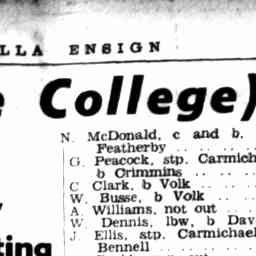 LLA ENSIGN
e College)
N. McDonald, c and b.
Featherby .. .. ..
G. Peacock, stp. Carmich
b Crimmins .. ..
C Clark, b Volk .. ..
W. Busse, b Volk .. ..
A. Williams, not out .. ..
W Dennis, lbw, b Dav
J. Ellis, stp. Carmichael
Bennell .. .. ..
ting